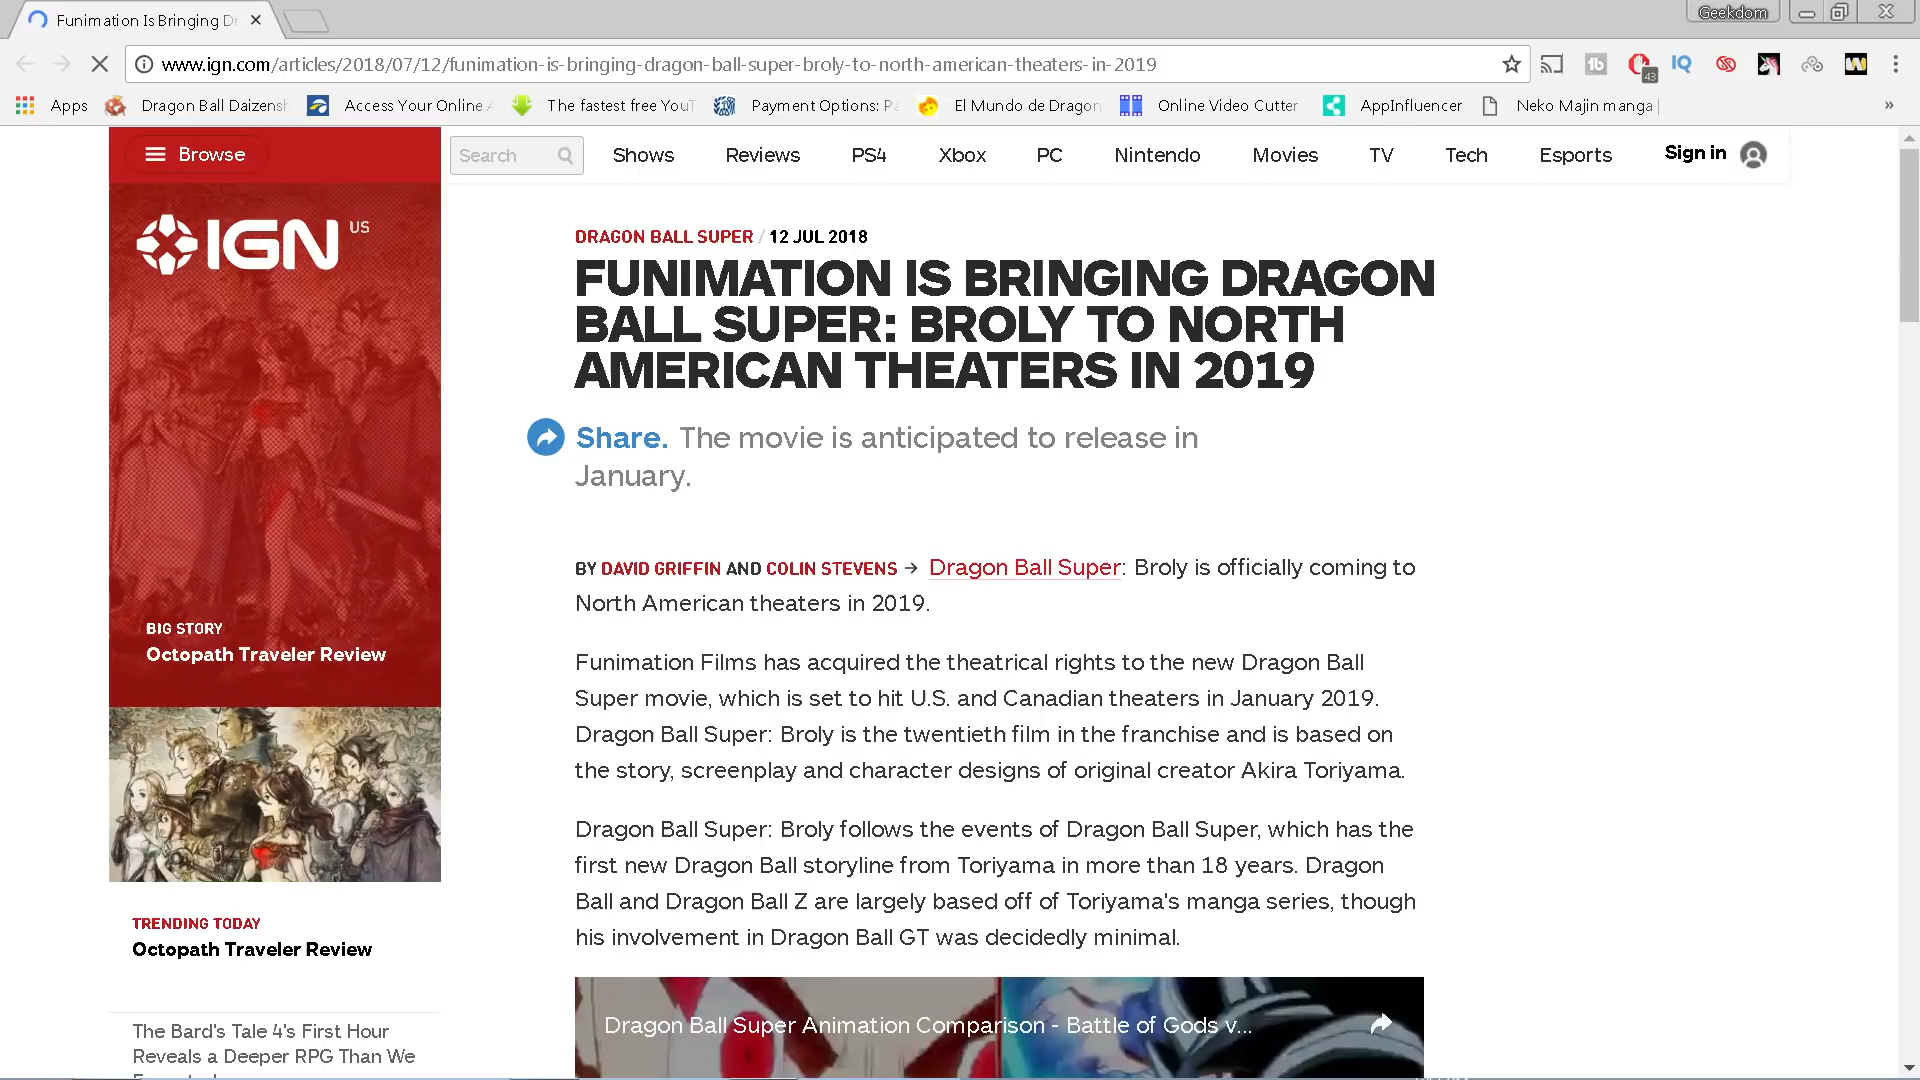 Funimation Is Bringing Dr
Geekdom
www.ign.com/articles/2018/07/12/funimation-is-bringing-dragon-ball-super-broly-to-north-american-theaters-in-2019
43
IQ
Apps
Dragon Ball Daizensh
Access Your Online A
The fastest free YouT
Payment Options: Pa
El Mundo de Dragon
Online Video Cutter
AppInfluencer
Neko Majin manga |
»
Browse
Search
Shows
Reviews
PS4
Xbox
PC
Nintendo
Movies
TV
Tech
Esports
Sign in
IGN US
BIG STORY
Octopath Traveler Review
TRENDING TODAY
Octopath Traveler Review
The Bard's Tale 4's First Hour
Reveals a Deeper RPG Than We
DRAGON BALL SUPER / 12 JUL 2018
FUNIMATION IS BRINGING DRAGON
BALL SUPER: BROLY TO NORTH
AMERICAN THEATERS IN 2019
Share. The movie is anticipated to release in
January.
BY DAVID GRIFFIN AND COLIN STEVENS → Dragon Ball Super: Broly is officially coming to
North American theaters in 2019.
Funimation Films has acquired the theatrical rights to the new Dragon Ball
Super movie, which is set to hit U.S. and Canadian theaters in January 2019.
Dragon Ball Super: Broly is the twentieth film in the franchise and is based on
the story, screenplay and character designs of original creator Akira Toriyama.
Dragon Ball Super: Broly follows the events of Dragon Ball Super, which has the
first new Dragon Ball storyline from Toriyama in more than 18 years. Dragon
Ball and Dragon Ball Z are largely based off of Toriyama's manga series, though
his involvement in Dragon Ball GT was decidedly minimal.
Dragon Ball Super Animation Comparison - Battle of Gods v...